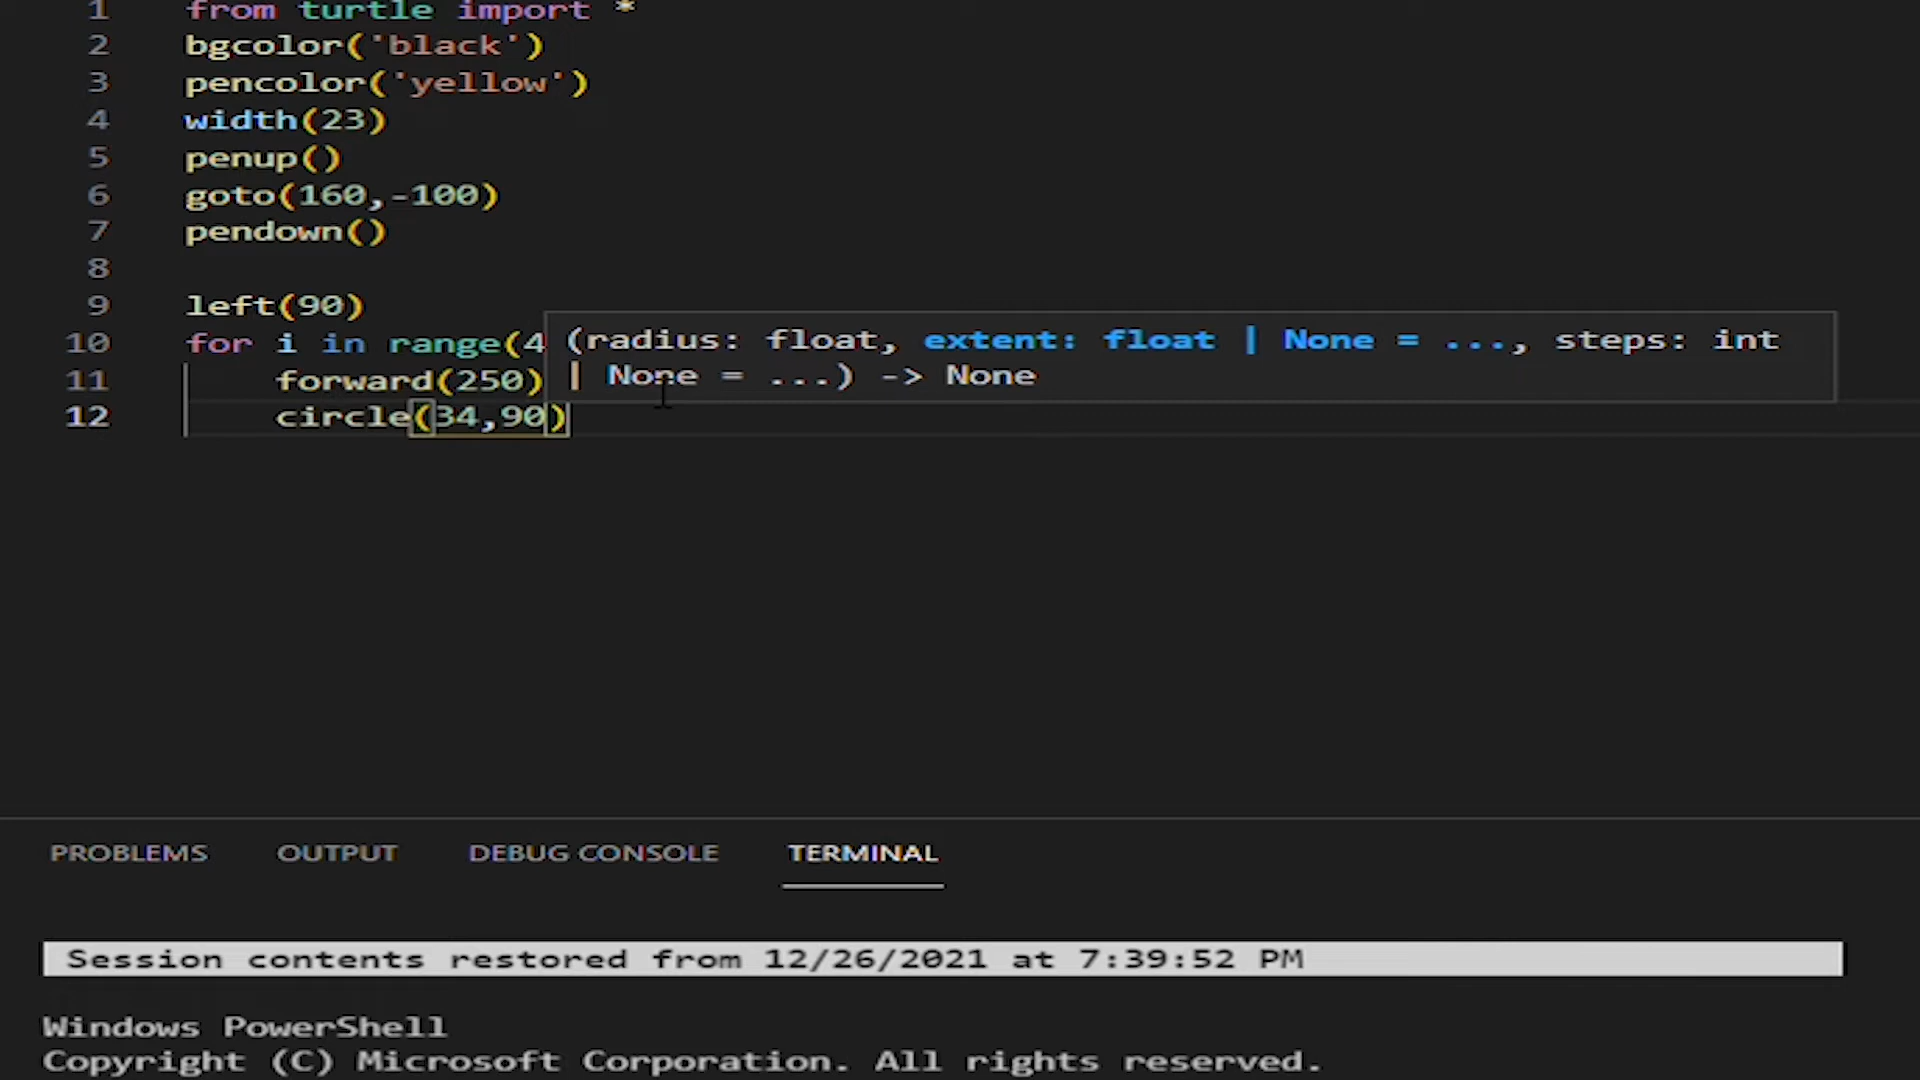 1 from turtle import *
2 bgcolor('black')
3 pencolor('yellow')
4 width(23)
5 penup()
6 goto(160,-100)
7 pendown()
8
9 left(90)
10 for i in range(4
(radius: float, extent: float | None = ..., steps: int
| None = ...) -> None
11 forward(250)
12 circle(34,90)
PROBLEMS OUTPUT DEBUG CONSOLE TERMINAL
Session contents restored from 12/26/2021 at 7:39:52 PM
Windows PowerShell
Copyright (C) Microsoft Corporation. All rights reserved.